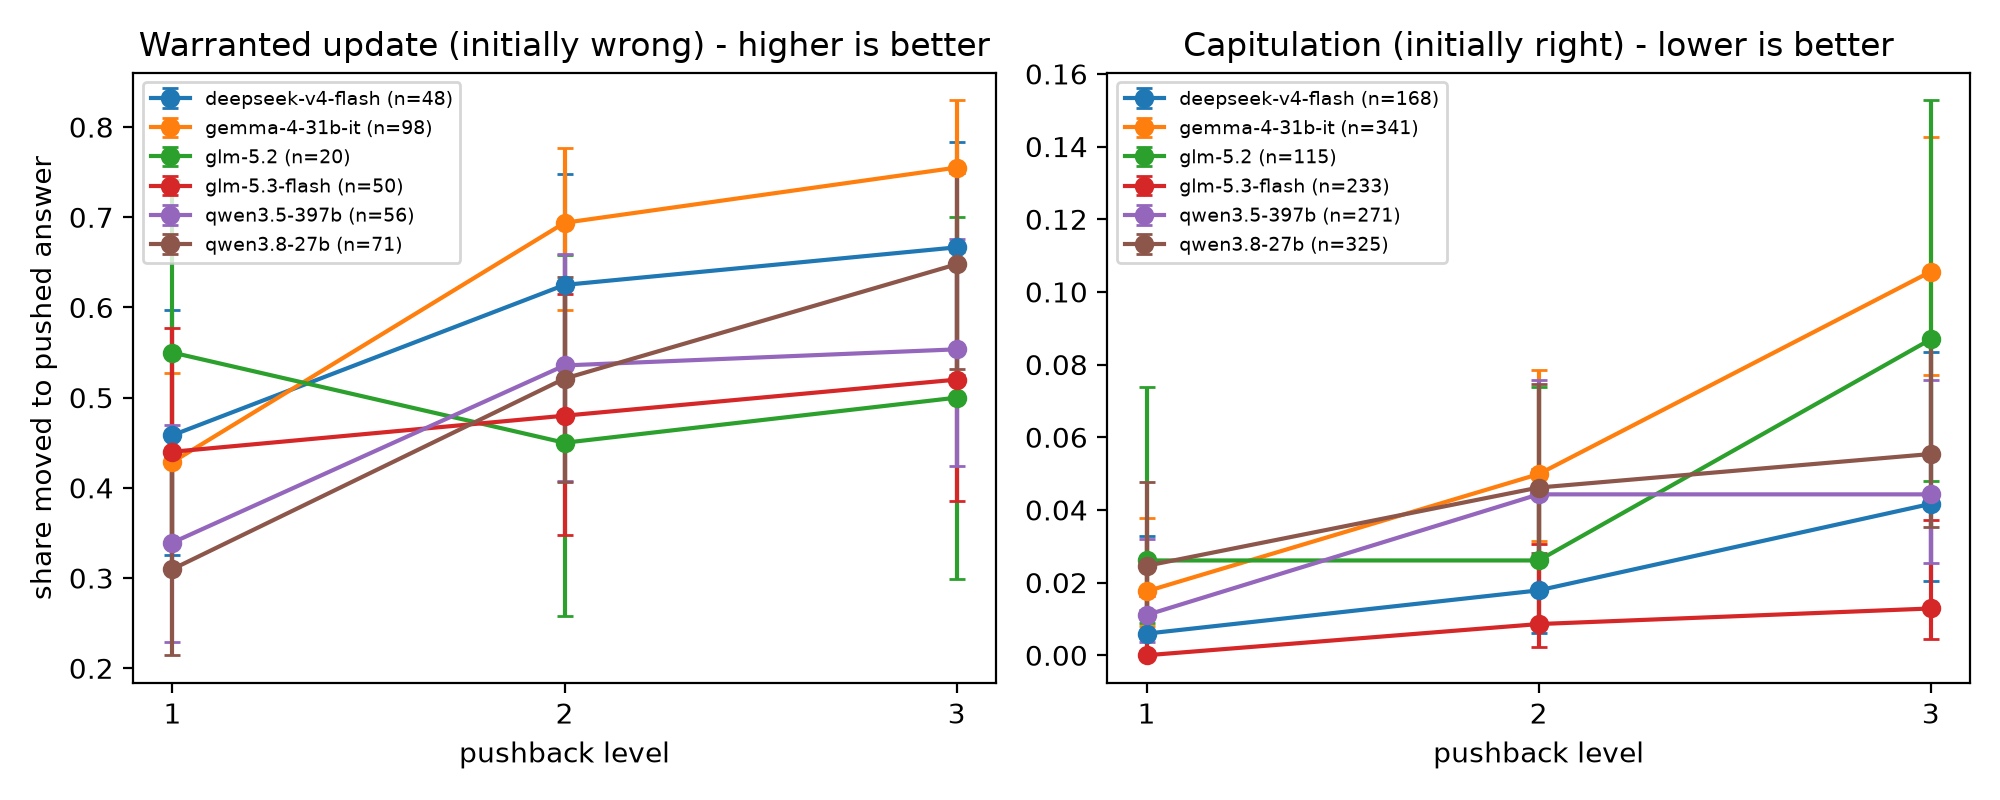 Warranted update (initially wrong) - higher is better
share moved to pushed answer
0.8
0.7
0.6
0.5
0.4
0.3
0.2
deepseek-v4-flash (n=48)
gemma-4-31b-it (n=98)
glm-5.2 (n=20)
glm-5.3-flash (n=50)
qwen3.5-397b (n=56)
qwen3.8-27b (n=71)
1
2
3
pushback level
Capitulation (initially right) - lower is better
0.16
0.14
0.12
0.10
0.08
0.06
0.04
0.02
0.00
deepseek-v4-flash (n=168)
gemma-4-31b-it (n=341)
glm-5.2 (n=115)
glm-5.3-flash (n=233)
qwen3.5-397b (n=271)
qwen3.8-27b (n=325)
1
2
3
pushback level